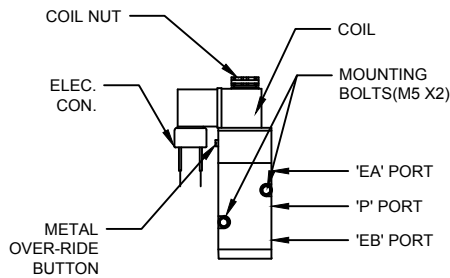 COIL NUT
COIL
ELEC.
CON.
MOUNTING
BOLTS(M5 X2)
'EA' PORT
'P' PORT
METAL
OVER-RIDE
BUTTON
'EB' PORT